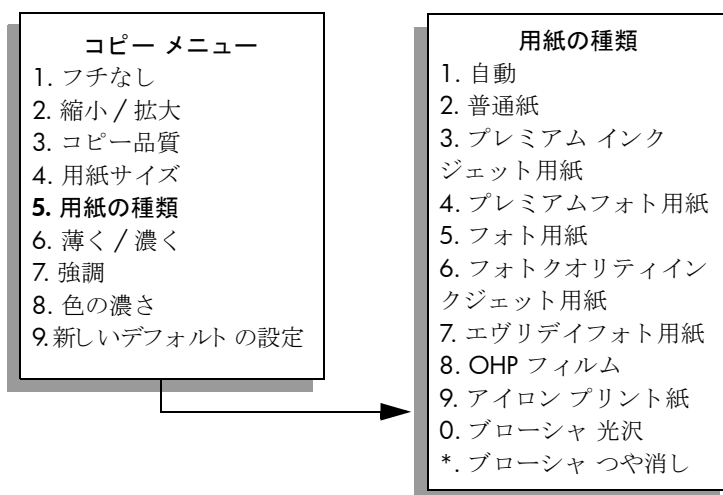 コピー メニュー
1. フチなし
2. 縮小 / 拡大
3. コピー品質
4. 用紙サイズ
5. 用紙の種類
6. 薄く / 濃く
7. 強調
8. 色の濃さ
9.新しいデフォルト の設定
用紙の種類
1. 自動
2. 普通紙
3. プレミアム インク
ジェット用紙
4. プレミアムフォト用紙
5. フォト用紙
6. フォトクオリティイン
クジェット用紙
7. エヴリデイフォト用紙
8. OHP フィルム
9. アイロン プリント紙
0. ブローシャ 光沢
*. ブローシャ つや消し